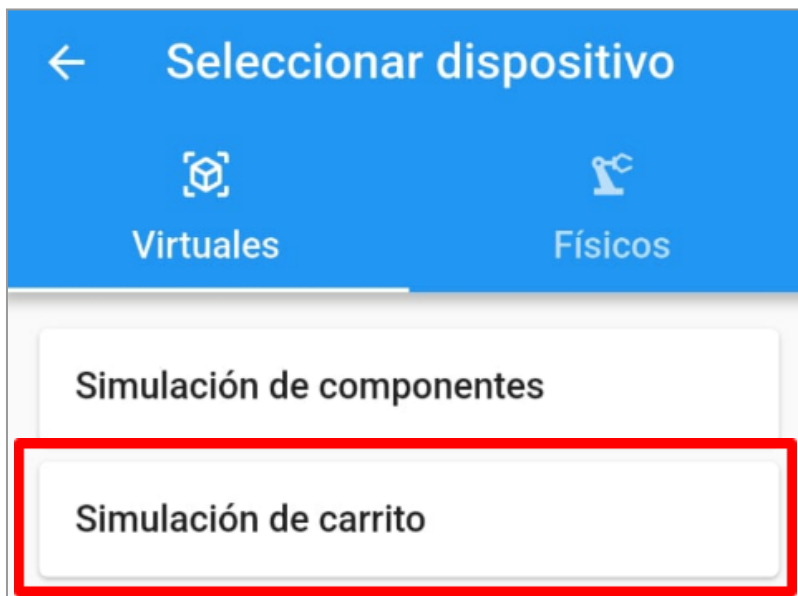 Seleccionar dispositivo
Virtuales
Físicos
Simulación de componentes
Simulación de carrito